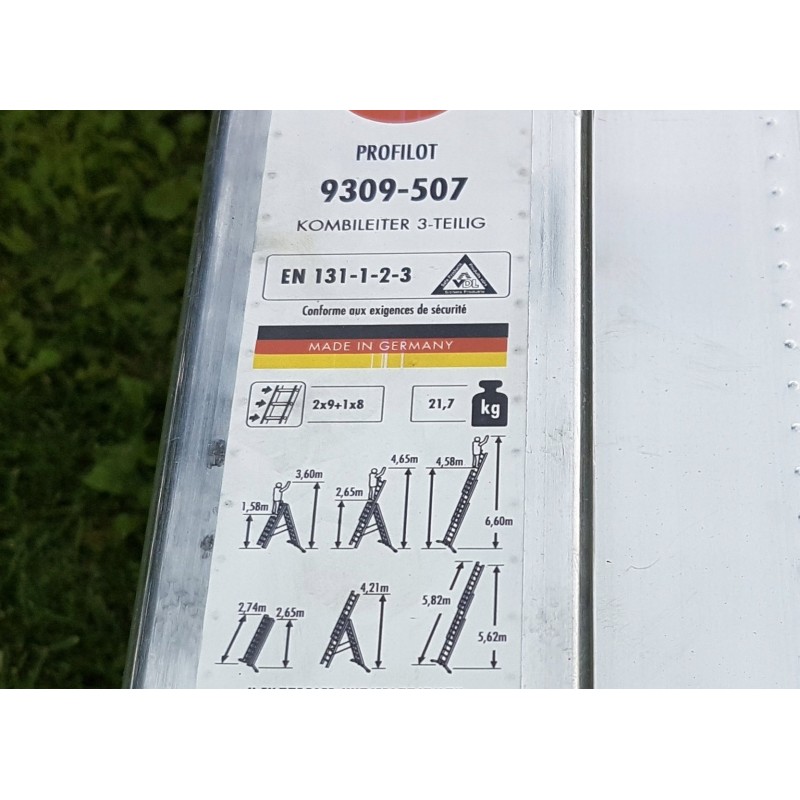 PROFILOT
9309-507
KOMBILEITER 3-TEILIG
EN 131-1-2-3
VDL
Conforme aux exigences de sécurité
MADE IN GERMANY
2x9+1x8
21,7
kg
1,58m
3,60m
2,65m
4,65m
4,58m
6,60m
2,74m
2,65m
4,21m
5,82m
5,62m